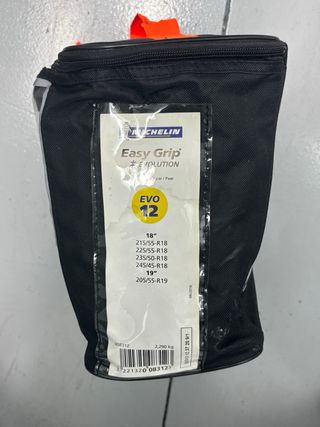 MICHELIN
Easy Grip®
EVOLUTION
EVO
12
18"
215/55-R18
225/55-R18
235/50-R18
245/45-R18
19"
205/55-R19
2,290 kg